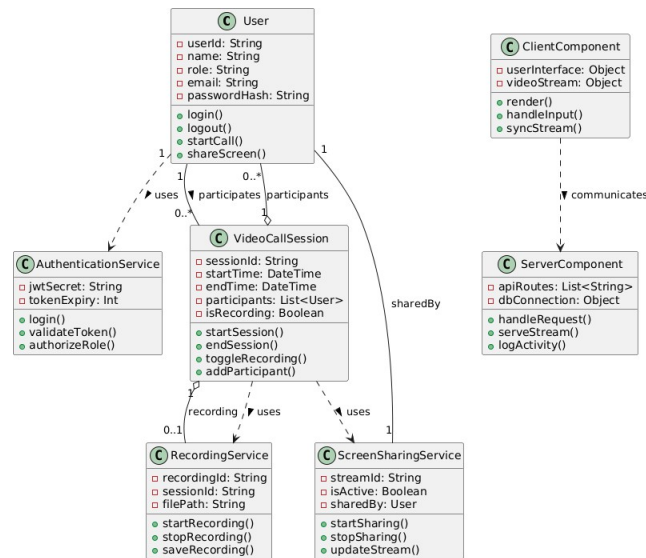 C User
userId: String
name: String
role: String
email: String
passwordHash: String
login()
logout()
startCall()
shareScreen()
C ClientComponent
userInterface: Object
videoStream: Object
render()
handleInput()
syncStream()
1
uses
1
participates
0..*
0..*
participants
1
1
sharedBy
1
communicates
C AuthenticationService
jwtSecret: String
tokenExpiry: Int
login()
validateToken()
authorizeRole()
C VideoCallSession
sessionId: String
startTime: DateTime
endTime: DateTime
participants: List<User>
isRecording: Boolean
startSession()
endSession()
toggleRecording()
addParticipant()
C ServerComponent
apiRoutes: List<String>
dbConnection: Object
handleRequest()
serveStream()
logActivity()
1
recording
0..1
uses
uses
C RecordingService
recordingId: String
sessionId: String
filePath: String
startRecording()
stopRecording()
saveRecording()
C ScreenSharingService
streamId: String
isActive: Boolean
sharedBy: User
startSharing()
stopSharing()
updateStream()